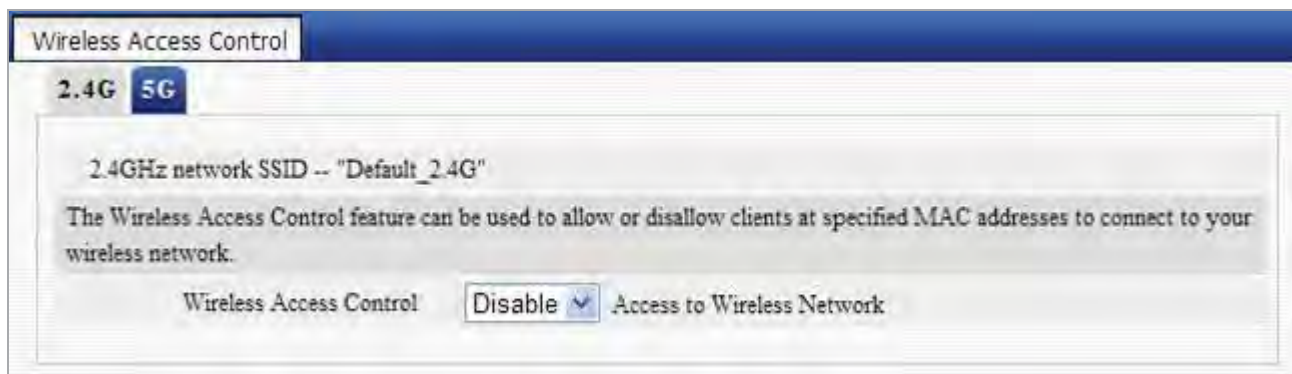 Wireless Access Control
2.4G 5G
2.4GHz network SSID -- "Default_2.4G"
The Wireless Access Control feature can be used to allow or disallow clients at specified MAC addresses to connect to your
wireless network.
Wireless Access Control Disable Access to Wireless Network